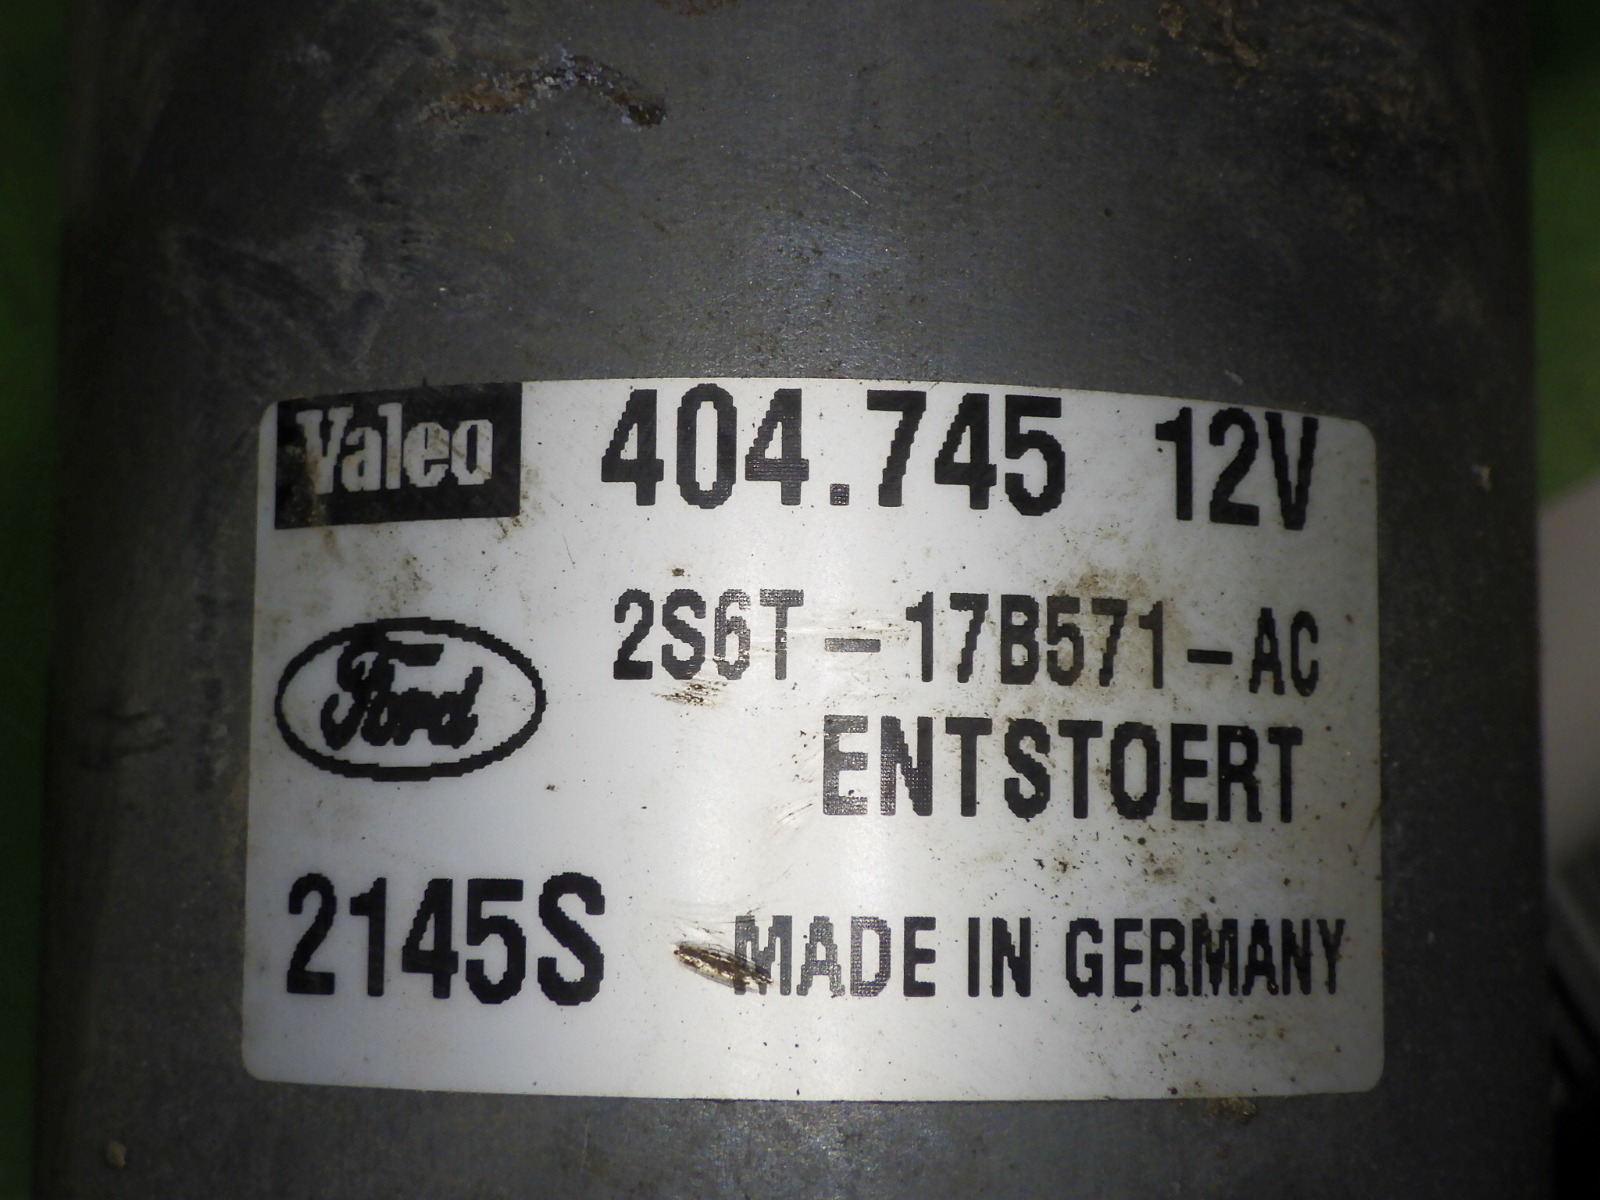 Valeo 404.745 12V
2S6T-17B571-AC
Ford
ENTSTOERT
2145S MADE IN GERMANY